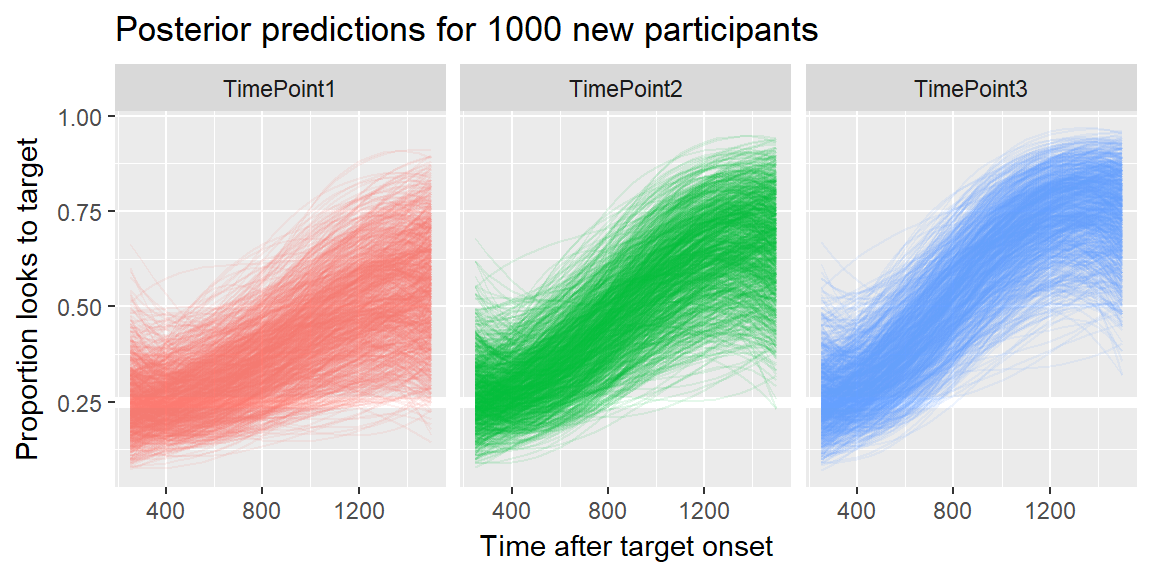 Posterior predictions for 1000 new participants
TimePoint1 TimePoint2 TimePoint3
Proportion looks to target
1.00
0.75
0.50
0.25
400 800 1200 400 800 1200 400 800 1200
Time after target onset